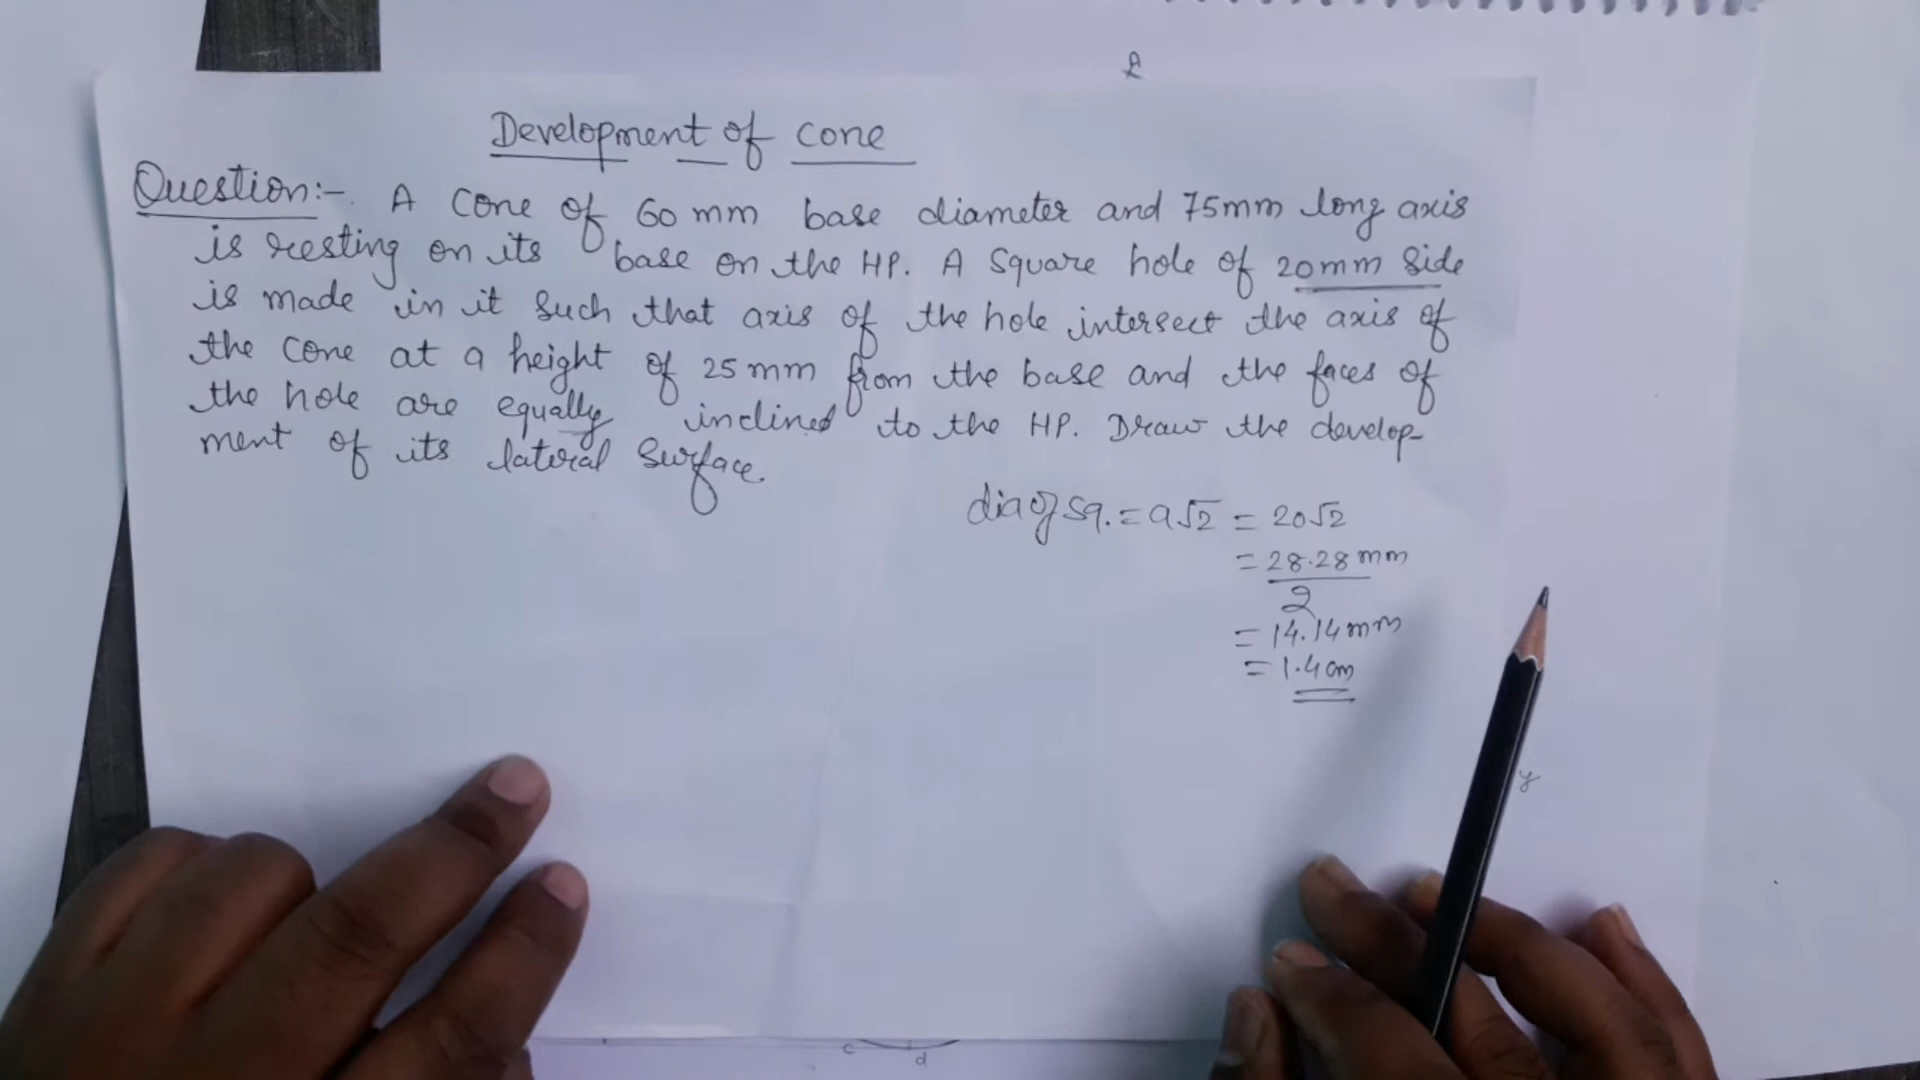 Development of cone
Question:-. A cone of 60 mm base diameter and 75mm long axis
is resting on its base on the HP. A Square hole of 20mm side
is made in it such that axis of the hole intersect the axis of
the cone at a height of 25 mm from the base and the faces of
the hole are equally inclined to the HP. Draw the develop-
ment of its lateral surface.
dia of sq. = a√2 = 20√2
= 28.28 mm
2
= 14.14 mm
= 1.4 cm
y
c
d